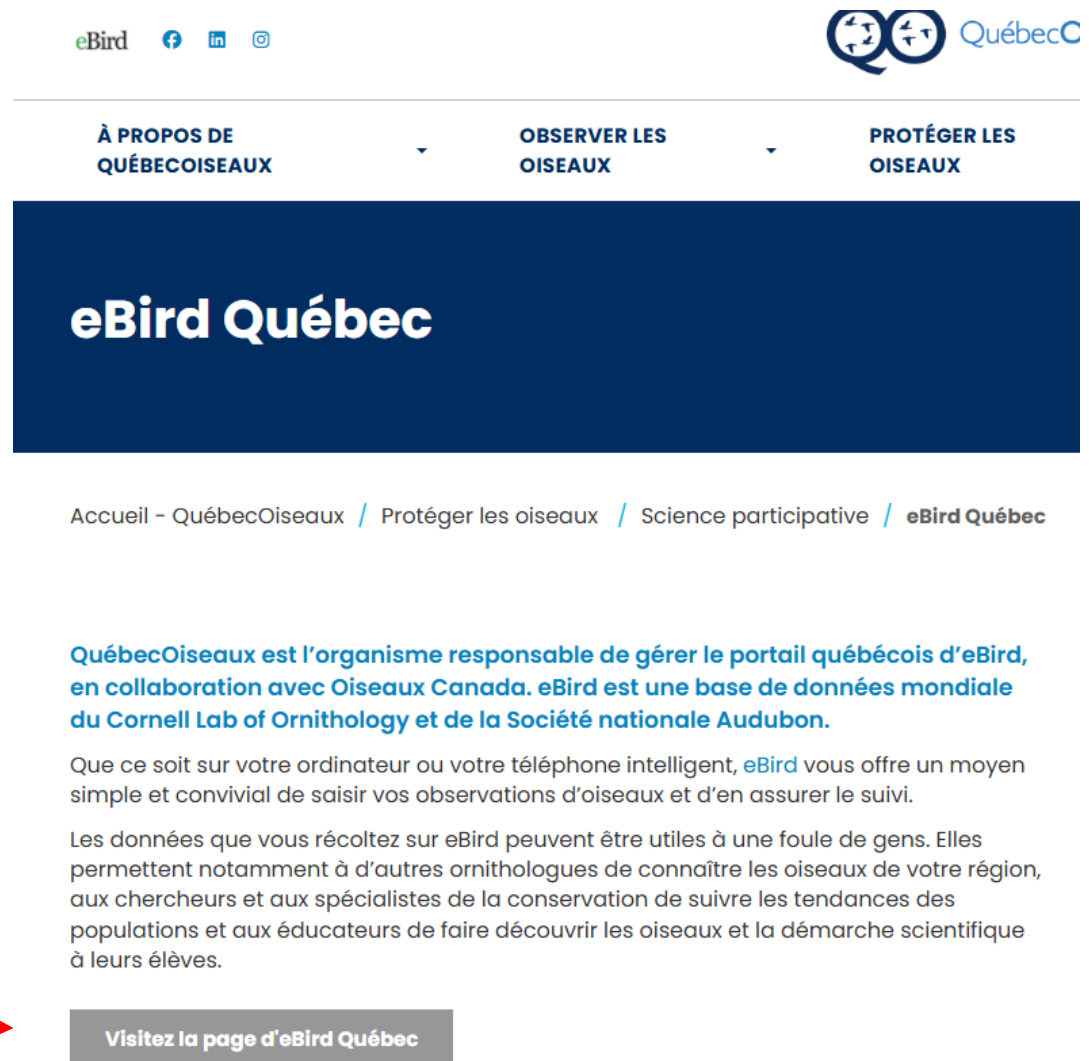 eBird
QuébecO
À PROPOS DE
QUÉBECOISEAUX
OBSERVER LES
OISEAUX
PROTÉGER LES
OISEAUX
eBird Québec
Accueil - QuébecOiseaux / Protéger les oiseaux / Science participative / eBird Québec
QuébecOiseaux est l’organisme responsable de gérer le portail québécois d’eBird,
en collaboration avec Oiseaux Canada. eBird est une base de données mondiale
du Cornell Lab of Ornithology et de la Société nationale Audubon.
Que ce soit sur votre ordinateur ou votre téléphone intelligent, eBird vous offre un moyen
simple et convivial de saisir vos observations d’oiseaux et d’en assurer le suivi.
Les données que vous récoltez sur eBird peuvent être utiles à une foule de gens. Elles
permettent notamment à d’autres ornithologues de connaître les oiseaux de votre région,
aux chercheurs et aux spécialistes de la conservation de suivre les tendances des
populations et aux éducateurs de faire découvrir les oiseaux et la démarche scientifique
à leurs élèves.
Visitez la page d'eBird Québec